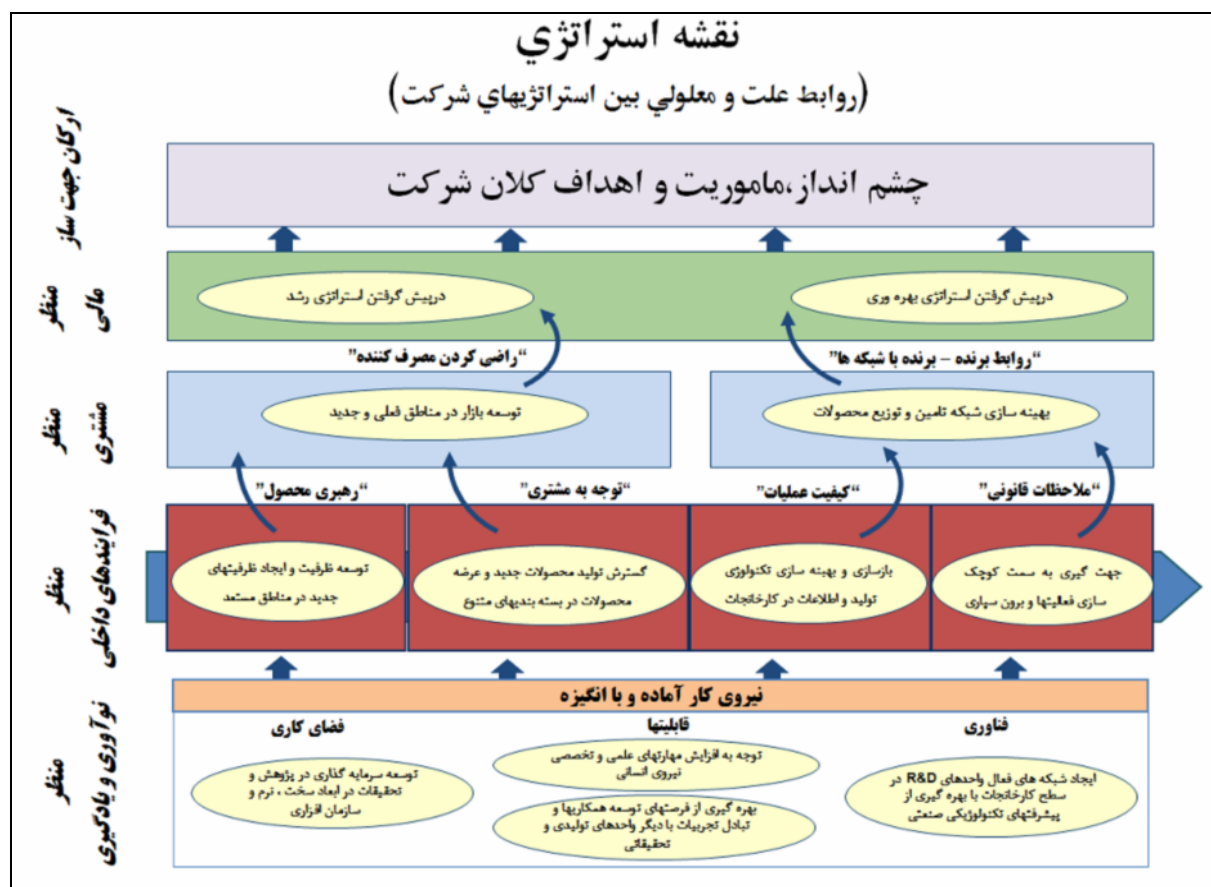 نقشه استراتژي
(روابط علت و معلولي بين استراتژيهاي شركت)
ارکان جهت ساز
چشم انداز،ماموریت و اهداف کلان شرکت
منظر
مالی
درپیش گرفتن استراتژی بهره وری
درپیش گرفتن استراتژی رشد
“روابط برنده – برنده با شبکه ها”
“راضی کردن مصرف کننده”
منظر
مشتری
بهینه سازی شبکه تامین و توزیع محصولات
توسعه بازار در مناطق فعلی و جدید
“ملاحظات قانونی”
“کیفیت عملیات”
“توجه به مشتری”
“رهبری محصول”
منظر
فرایندهای داخلی
جهت گیری به سمت کوچک
سازی فعالیتها و برون سپاری
بازسازی و بهینه سازی تکنولوژی
تولید و اطلاعات در کارخانجات
گسترش تولید محصولات جدید و عرضه
محصولات در بسته بندیهای متنوع
توسعه ظرفیت و ایجاد ظرفیتهای
جدید در مناطق مستعد
منظر
نوآوری و یادگیری
نیروی کار آماده و با انگیزه
فناوری
ایجاد شبکه های فعال واحدهای R&D در
سطح کارخانجات با بهره گیری از
پیشرفتهای تکنولوژیکی صنعتی
قابلیتها
توجه به افزایش مهارتهای علمی و تخصصی
نیروی انسانی
بهره گیری از فرصتهای توسعه همکاریها و
تبادل تجربیات با دیگر واحدهای تولیدی و
تحقیقاتی
فضای کاری
توسعه سرمایه گذاری در پژوهش و
تحقیقات در ابعاد سخت ، نرم و
سازمان افزاری